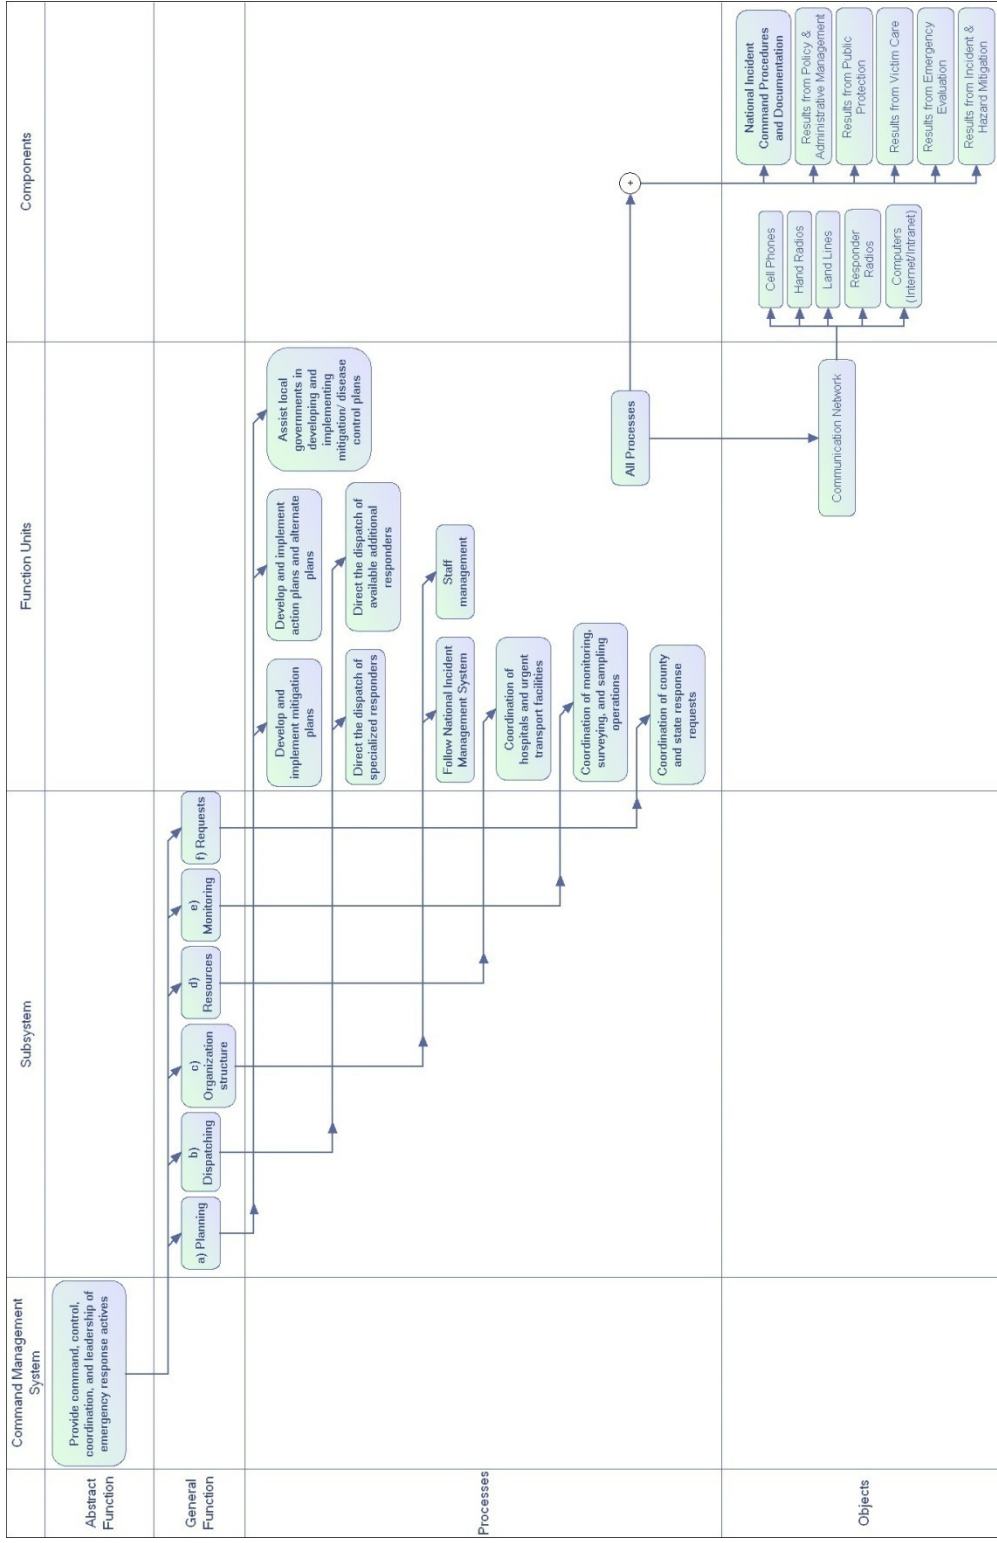 Command Management
System
Subsystem
Function Units
Components
Abstract
Function
Provide command, control,
coordination, and leadership of
emergency response actives
General
Function
a) Planning
b)
Dispatching
c)
Organization
structure
d)
Resources
e)
Monitoring
f) Requests
Processes
Develop and
implement mitigation
plans
Develop and implement
action plans and alternate
plans
Assist local
governments in
developing and
implementing
mitigation/ disease
control plans
Direct the dispatch of
specialized responders
Direct the dispatch of
available additional
responders
Follow National Incident
Management System
Staff
management
Coordination of
hospitals and urgent
transport facilities
Coordination of monitoring,
surveying, and sampling
operations
Coordination of county
and state response
requests
All Processes
+
Objects
Communication Network
Cell Phones
Hand Radios
Land Lines
Responder
Radios
Computers
(Internet/Intranet)
National Incident
Command Procedures
and Documentation
Results from Policy &
Administrative Management
Results from Public
Protection
Results from Victim Care
Results from Emergency
Evaluation
Results from Incident &
Hazard Mitigation